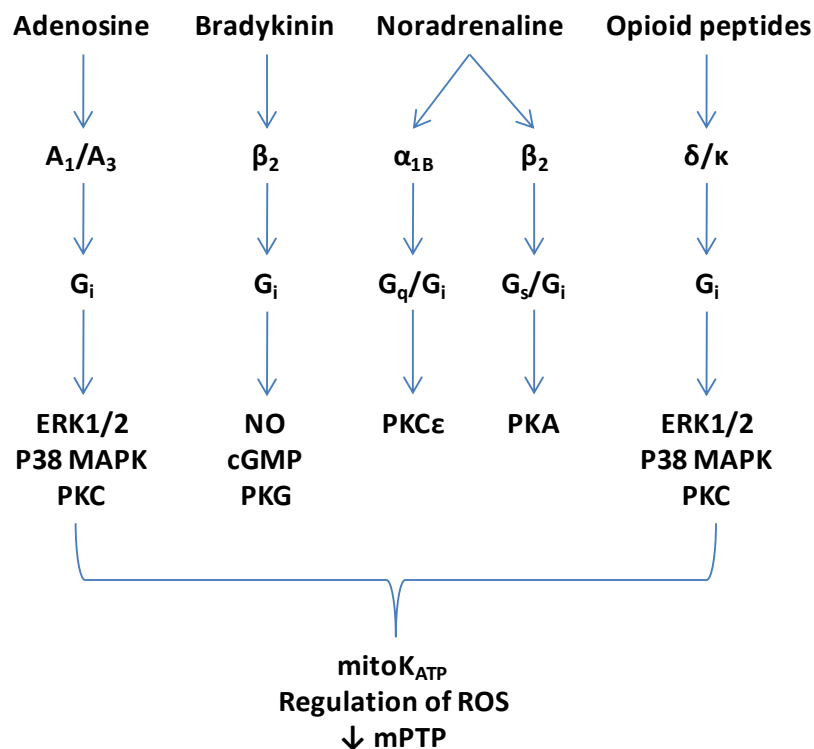 Adenosine Bradykinin Noradrenaline Opioid peptides
A₁/A₃ β₂ α₁B β₂ δ/κ
Gᵢ Gᵢ Gq/Gᵢ Gₛ/Gᵢ Gᵢ
ERK1/2 NO PKCε PKA ERK1/2
P38 MAPK cGMP P38 MAPK
PKC PKG PKC
mitoKATP
Regulation of ROS
↓ mPTP